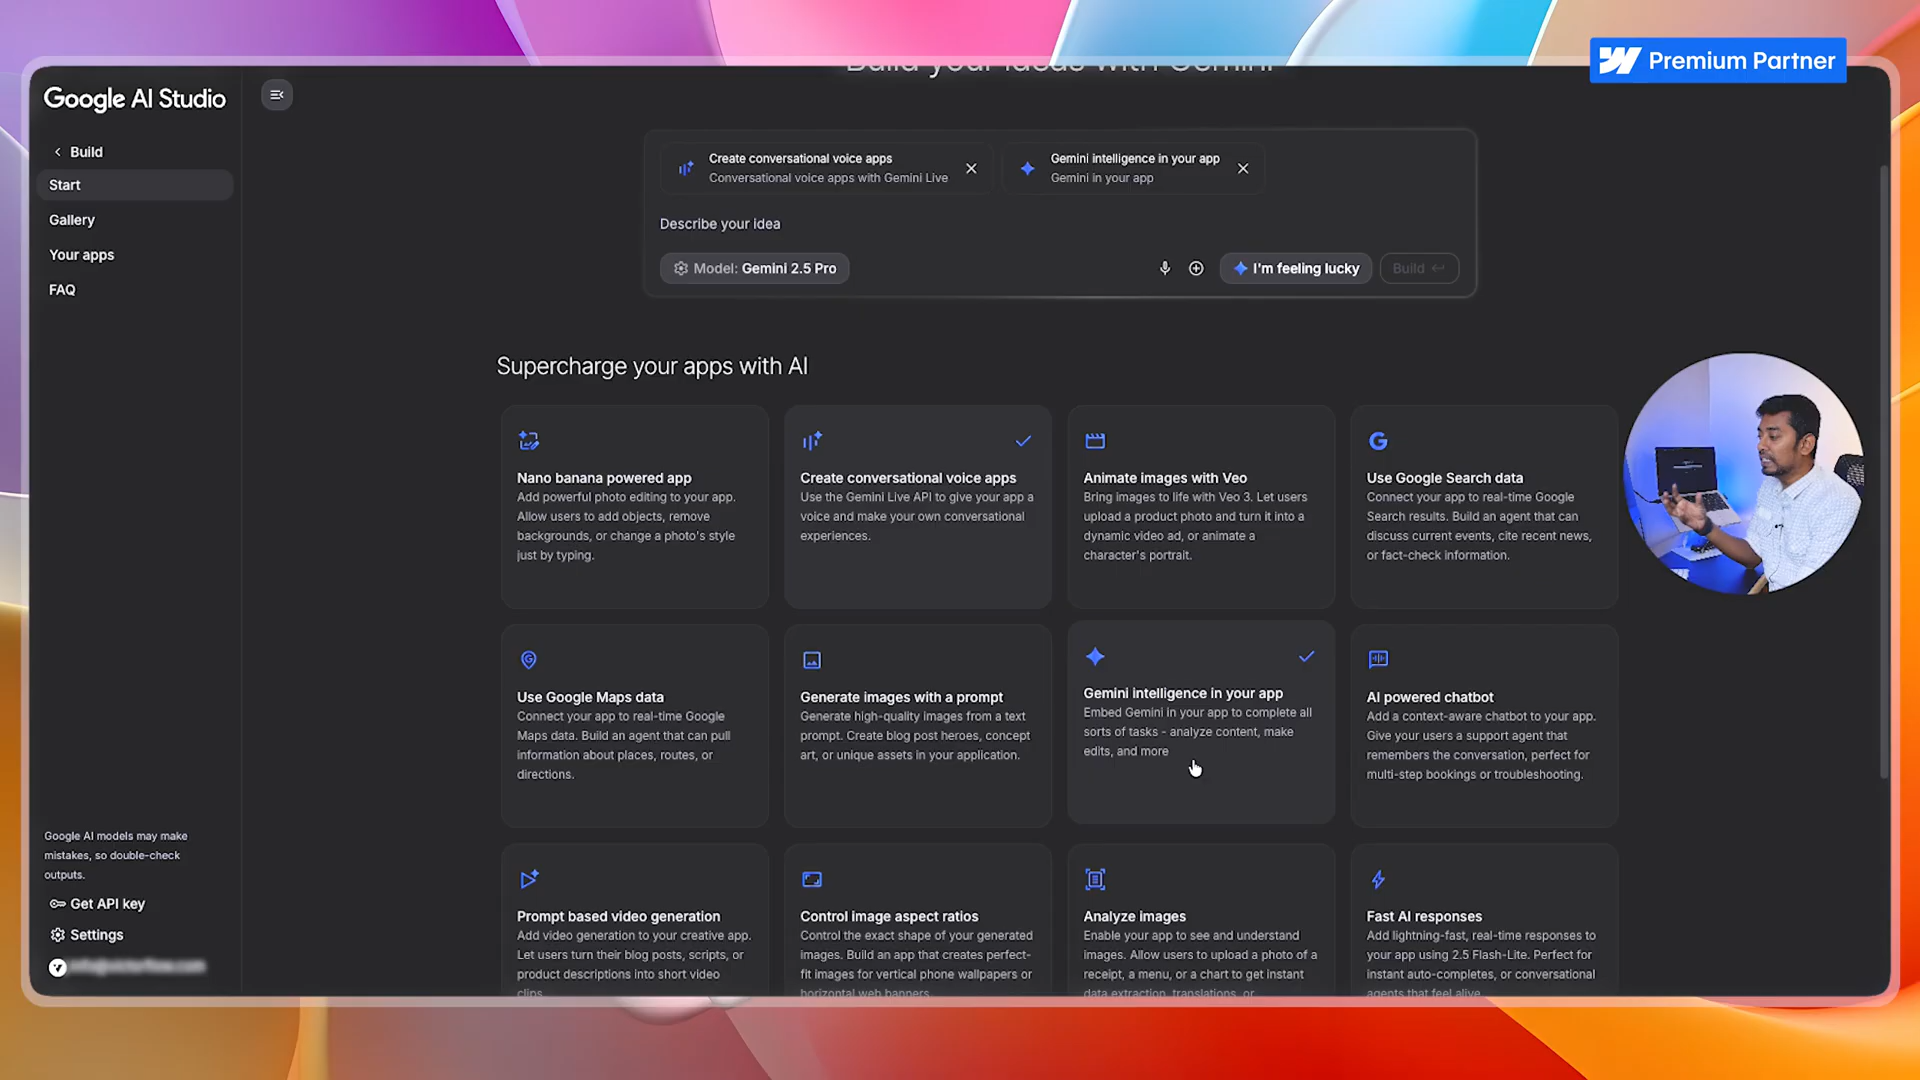 Premium Partner
Build your ideas with Gemini
Google AI Studio
Build
Start
Gallery
Your apps
FAQ
Create conversational voice apps
Conversational voice apps with Gemini Live
Gemini intelligence in your app
Gemini in your app
Describe your idea
Model: Gemini 2.5 Pro
I'm feeling lucky
Build
Supercharge your apps with AI
Nano banana powered app
Add powerful photo editing to your app.
Allow users to add objects, remove
backgrounds, or change a photo's style
just by typing.
Create conversational voice apps
Use the Gemini Live API to give your app a
voice and make your own conversational
experiences.
Animate images with Veo
Bring images to life with Veo 3. Let users
upload a product photo and turn it into a
dynamic video ad, or animate a
character's portrait.
Use Google Search data
Connect your app to real-time Google
Search results. Build an agent that can
discuss current events, cite recent news,
or fact-check information.
Use Google Maps data
Connect your app to real-time Google
Maps data. Build an agent that can pull
information about places, routes, or
directions.
Generate images with a prompt
Generate high-quality images from a text
prompt. Create blog post heroes, concept
art, or unique assets in your application.
Gemini intelligence in your app
Embed Gemini in your app to complete all
sorts of tasks - analyze content, make
edits, and more
AI powered chatbot
Add a context-aware chatbot to your app.
Give your users a support agent that
remembers the conversation, perfect for
multi-step bookings or troubleshooting.
Prompt based video generation
Add video generation to your creative app.
Let users turn their blog posts, scripts, or
product descriptions into short video
clips.
Control image aspect ratios
Control the exact shape of your generated
images. Build an app that creates perfect-
fit images for vertical phone wallpapers or
horizontal web banners.
Analyze images
Enable your app to see and understand
images. Allow users to upload a photo of a
receipt, a menu, or a chart to get instant
data extraction, translations, or
Fast AI responses
Add lightning-fast, real-time responses to
your app using 2.5 Flash-Lite. Perfect for
instant auto-completes, or conversational
agents that feel alive.
Google AI models may make
mistakes, so double-check
outputs.
Get API key
Settings